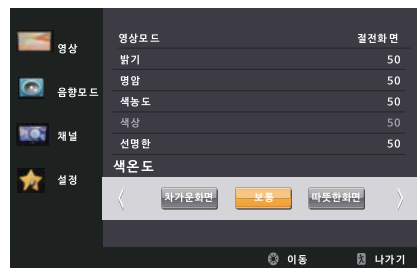 영상
음향모드
채널
설정
영상모드 절전화면
밝기 50
명암 50
색농도 50
색상 50
선명한 50
색온도
차가운화면 보통 따뜻한화면
이동 나가기